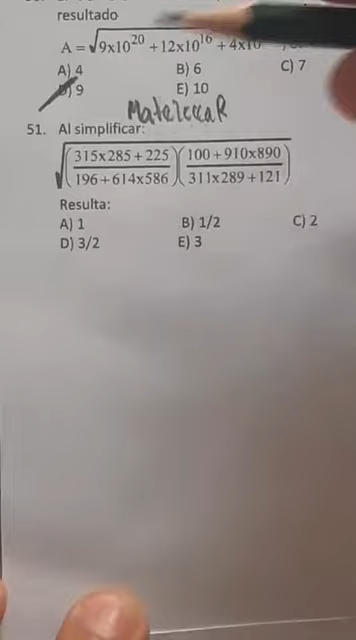 resultado
A = √9x10²⁰ +12x10¹⁶ + 4x10
A) 4 B) 6 C) 7
9 E) 10
MateleccaR
51. Al simplificar:
√((315x285 + 225)/(196 + 614x586))((100 + 910x890)/(311x289 + 121))
Resulta:
A) 1 B) 1/2 C) 2
D) 3/2 E) 3